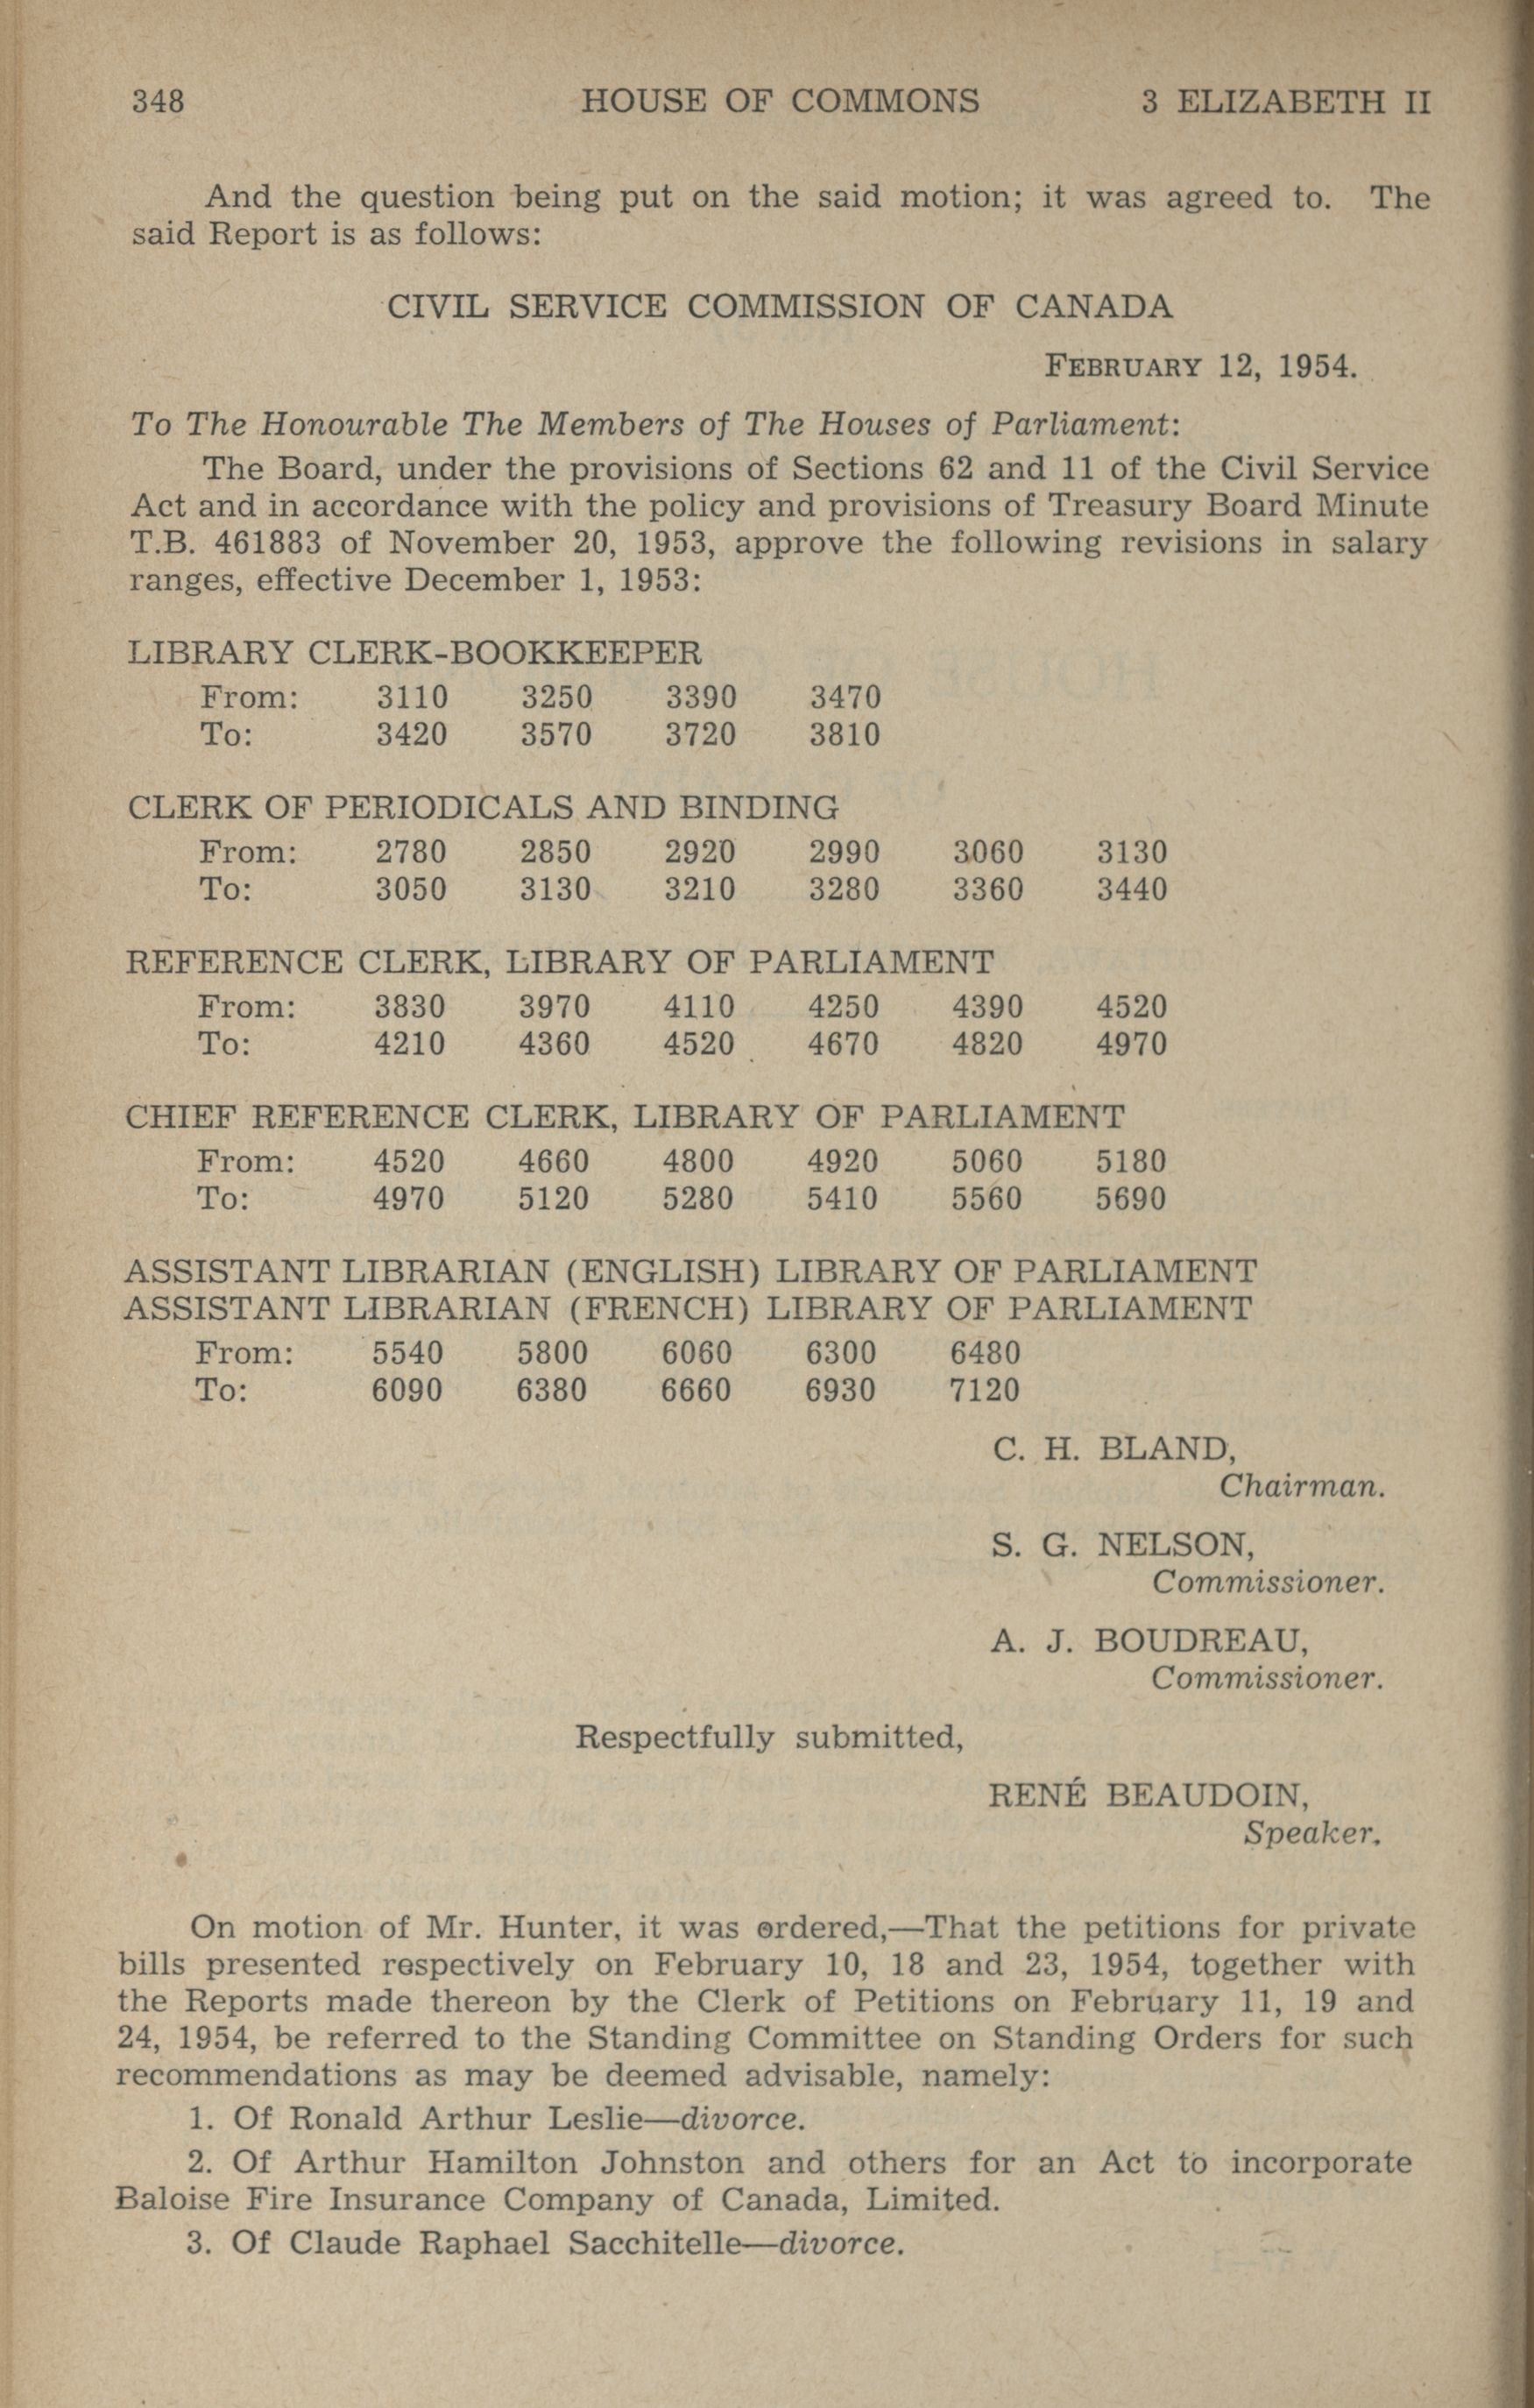 348 HOUSE OF COMMONS 3 ELIZABETH II
And the question being put on the said motion; it was agreed to. The
said Report is as follows:
CIVIL SERVICE COMMISSION OF CANADA
FEBRUARY 12, 1954.
To The Honourable The Members of The Houses of Parliament:
The Board, under the provisions of Sections 62 and 11 of the Civil Service
Act and in accordance with the policy and provisions of Treasury Board Minute
T.B. 461883 of November 20, 1953, approve the following revisions in salary
ranges, effective December 1, 1953:
LIBRARY CLERK-BOOKKEEPER
From: 3110 3250 3390 3470
To: 3420 3570 3720 3810
CLERK OF PERIODICALS AND BINDING
From: 2780 2850 2920 2990 3060 3130
To: 3050 3130 3210 3280 3360 3440
REFERENCE CLERK, LIBRARY OF PARLIAMENT
From: 3830 3970 4110 4250 4390 4520
To: 4210 4360 4520 4670 4820 4970
CHIEF REFERENCE CLERK, LIBRARY OF PARLIAMENT
From: 4520 4660 4800 4920 5060 5180
To: 4970 5120 5280 5410 5560 5690
ASSISTANT LIBRARIAN (ENGLISH) LIBRARY OF PARLIAMENT
ASSISTANT LIBRARIAN (FRENCH) LIBRARY OF PARLIAMENT
From: 5540 5800 6060 6300 6480
To: 6090 6380 6660 6930 7120
C. H. BLAND,
Chairman.
S. G. NELSON,
Commissioner.
A. J. BOUDREAU,
Commissioner.
Respectfully submitted,
RENÉ BEAUDOIN,
Speaker.
On motion of Mr. Hunter, it was ordered,—That the petitions for private
bills presented respectively on February 10, 18 and 23, 1954, together with
the Reports made thereon by the Clerk of Petitions on February 11, 19 and
24, 1954, be referred to the Standing Committee on Standing Orders for such
recommendations as may be deemed advisable, namely:
1. Of Ronald Arthur Leslie—divorce.
2. Of Arthur Hamilton Johnston and others for an Act to incorporate
Baloise Fire Insurance Company of Canada, Limited.
3. Of Claude Raphael Sacchitelle—divorce.